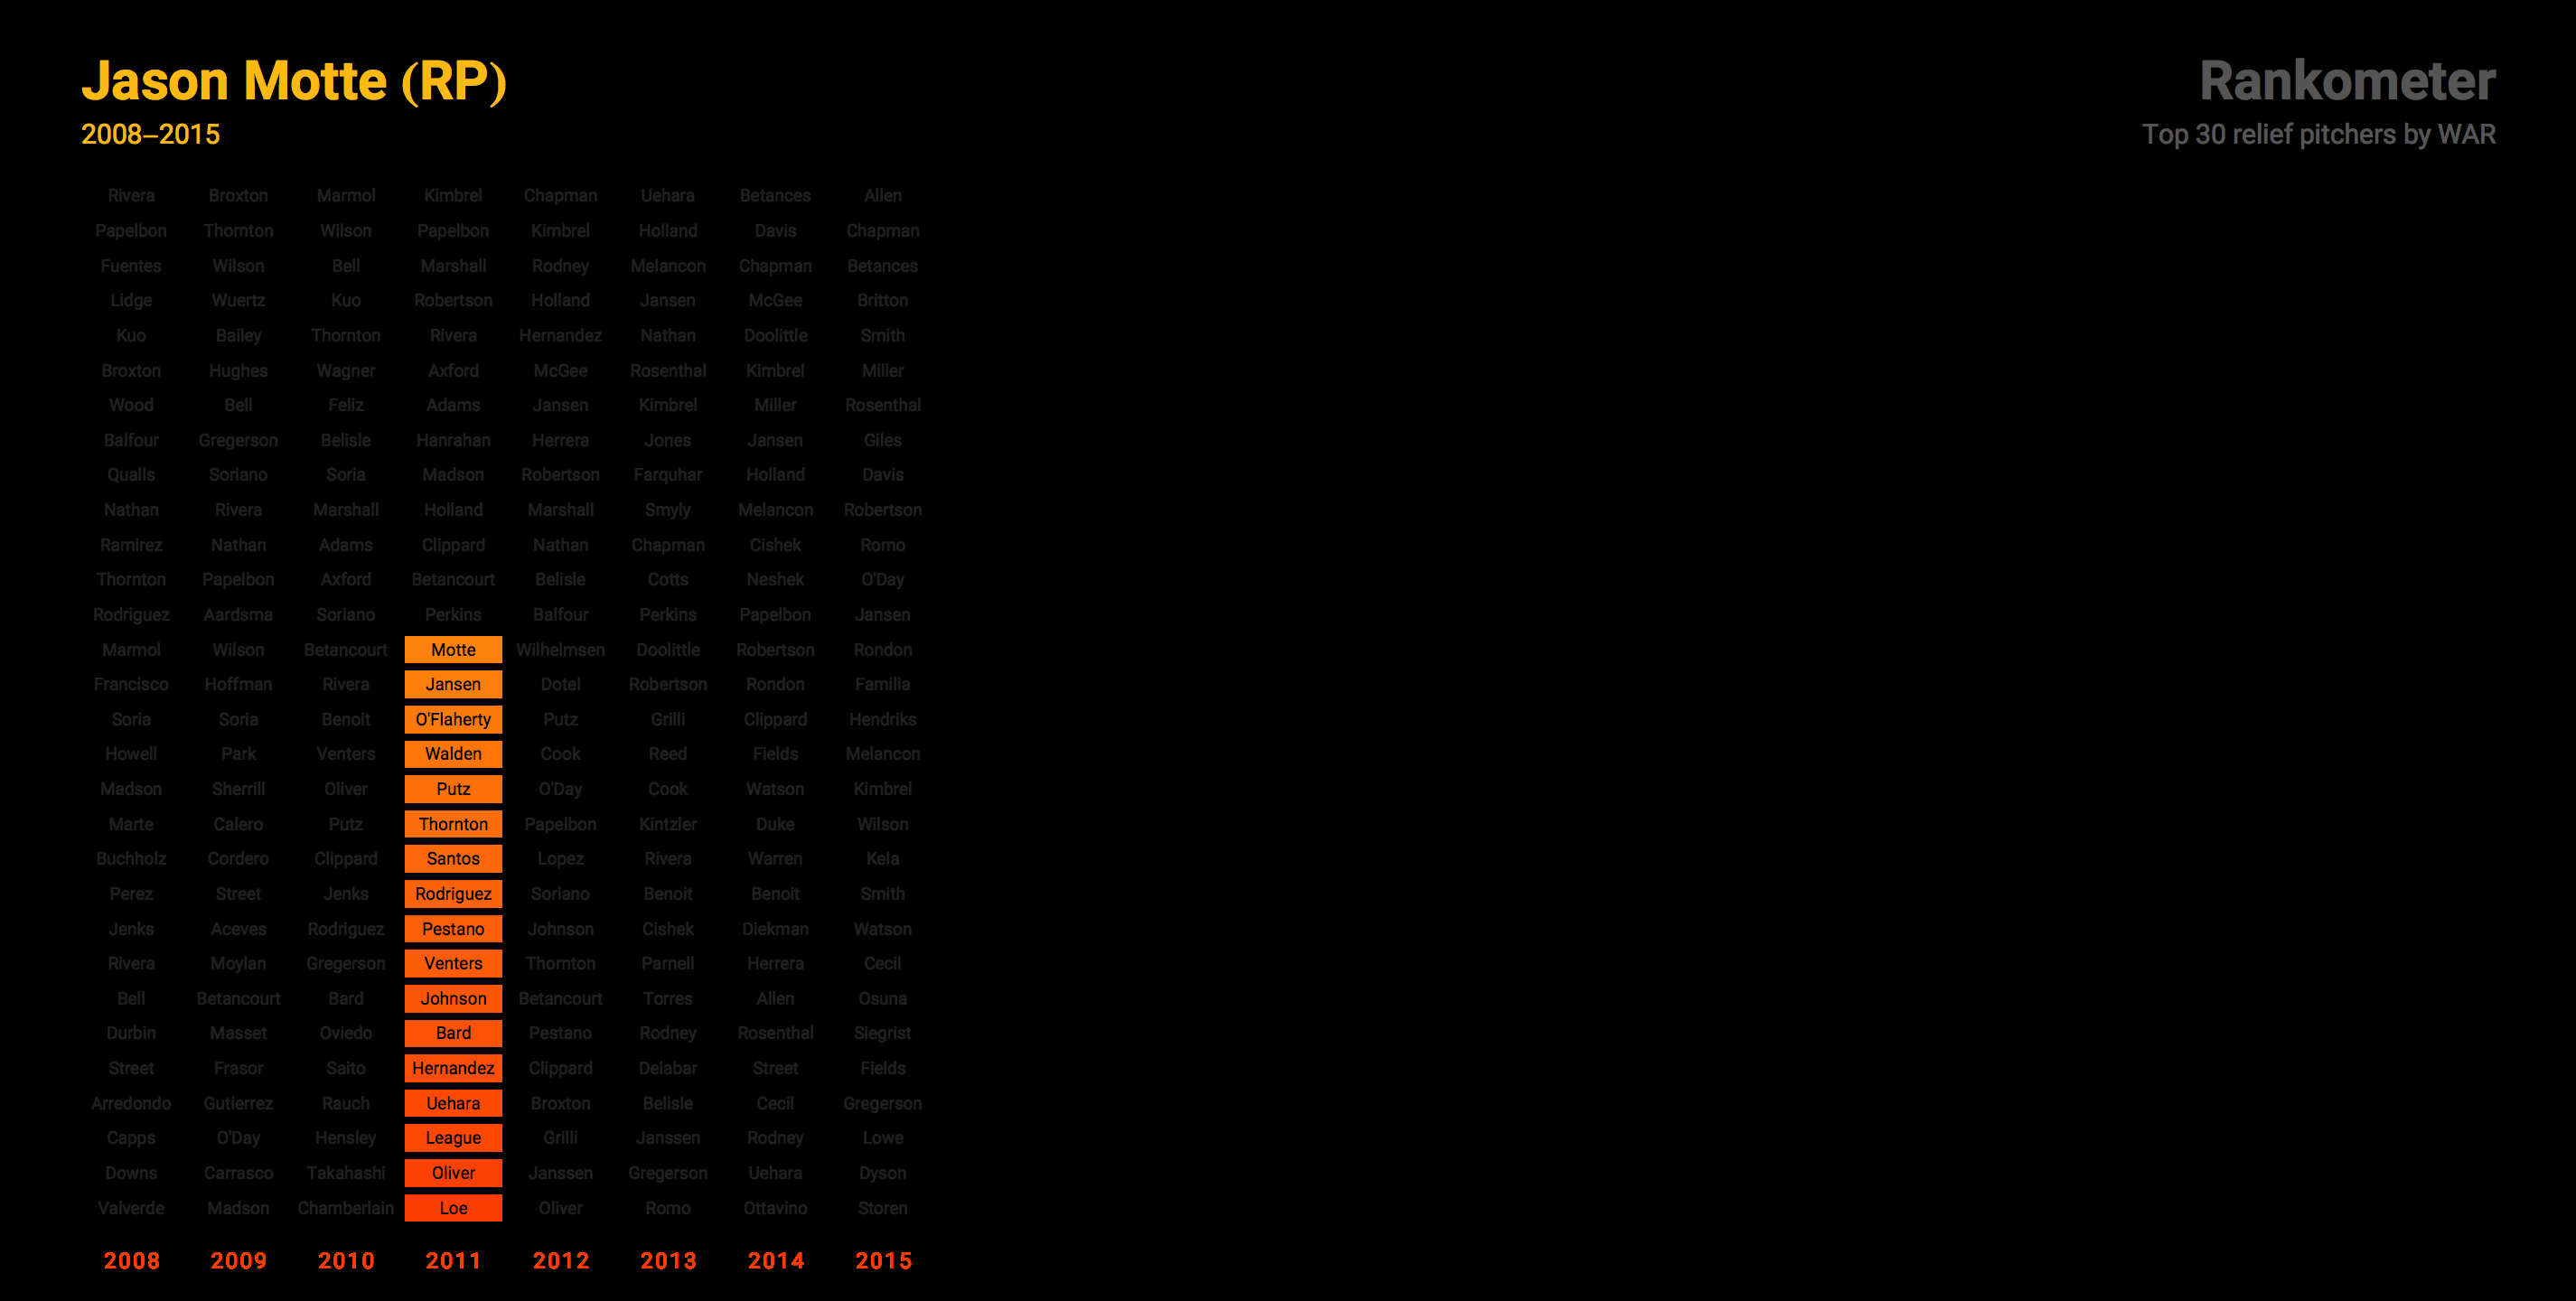 Jason Motte (RP)
2008–2015
Rankometer
Top 30 relief pitchers by WAR
Rivera Broxton Marmol Kimbrel Chapman Uehara Betances Allen
Papelbon Thornton Wilson Papelbon Kimbrel Holland Davis Chapman
Fuentes Wilson Bell Marshall Rodney Melancon Chapman Betances
Lidge Wuertz Kuo Robertson Holland Jansen McGee Britton
Kuo Bailey Thornton Rivera Hernandez Nathan Doolittle Smith
Broxton Hughes Wagner Axford McGee Rosenthal Kimbrel Miller
Wood Bell Feliz Adams Jansen Kimbrel Miller Rosenthal
Balfour Gregerson Belisle Hanrahan Herrera Jones Jansen Giles
Qualls Soriano Soria Madson Robertson Farquhar Holland Davis
Nathan Rivera Marshall Holland Marshall Smyly Melancon Robertson
Ramirez Nathan Adams Clippard Nathan Chapman Cishek Romo
Thornton Papelbon Axford Betancourt Belisle Cotts Neshek O'Day
Rodriguez Aardsma Soriano Perkins Balfour Perkins Papelbon Jansen
Marmol Wilson Betancourt Motte Wilhelmsen Doolittle Robertson Rondon
Francisco Hoffman Rivera Jansen Dotel Robertson Rondon Familia
Soria Soria Benoit O'Flaherty Putz Grilli Clippard Hendriks
Howell Park Venters Walden Cook Reed Fields Melancon
Madson Sherrill Oliver Putz O'Day Cook Watson Kimbrel
Marte Calero Putz Thornton Papelbon Kintzler Duke Wilson
Buchholz Cordero Clippard Santos Lopez Rivera Warren Kela
Perez Street Jenks Rodriguez Soriano Benoit Benoit Smith
Jenks Aceves Rodriguez Pestano Johnson Cishek Diekman Watson
Rivera Moylan Gregerson Venters Thornton Parnell Herrera Cecil
Bell Betancourt Bard Johnson Betancourt Torres Allen Osuna
Durbin Masset Oviedo Bard Pestano Rodney Rosenthal Siegrist
Street Frasor Saito Hernandez Clippard Delabar Street Fields
Arredondo Gutierrez Rauch Uehara Broxton Belisle Cecil Gregerson
Capps O'Day Hensley League Grilli Janssen Rodney Lowe
Downs Carrasco Takahashi Oliver Janssen Gregerson Uehara Dyson
Valverde Madson Chamberlain Loe Oliver Romo Ottavino Storen
2008 2009 2010 2011 2012 2013 2014 2015